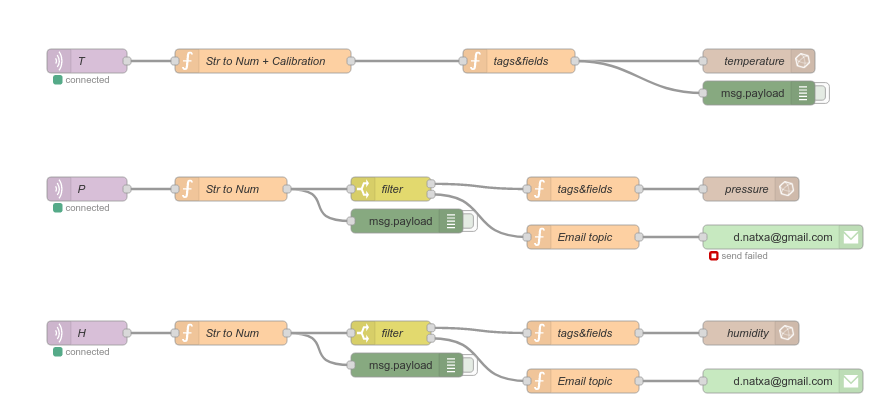 T
Str to Num + Calibration
tags&fields
temperature
connected
msg.payload
P
Str to Num
filter
tags&fields
pressure
connected
msg.payload
Email topic
d.natxa@gmail.com
send failed
H
Str to Num
filter
tags&fields
humidity
connected
msg.payload
Email topic
d.natxa@gmail.com